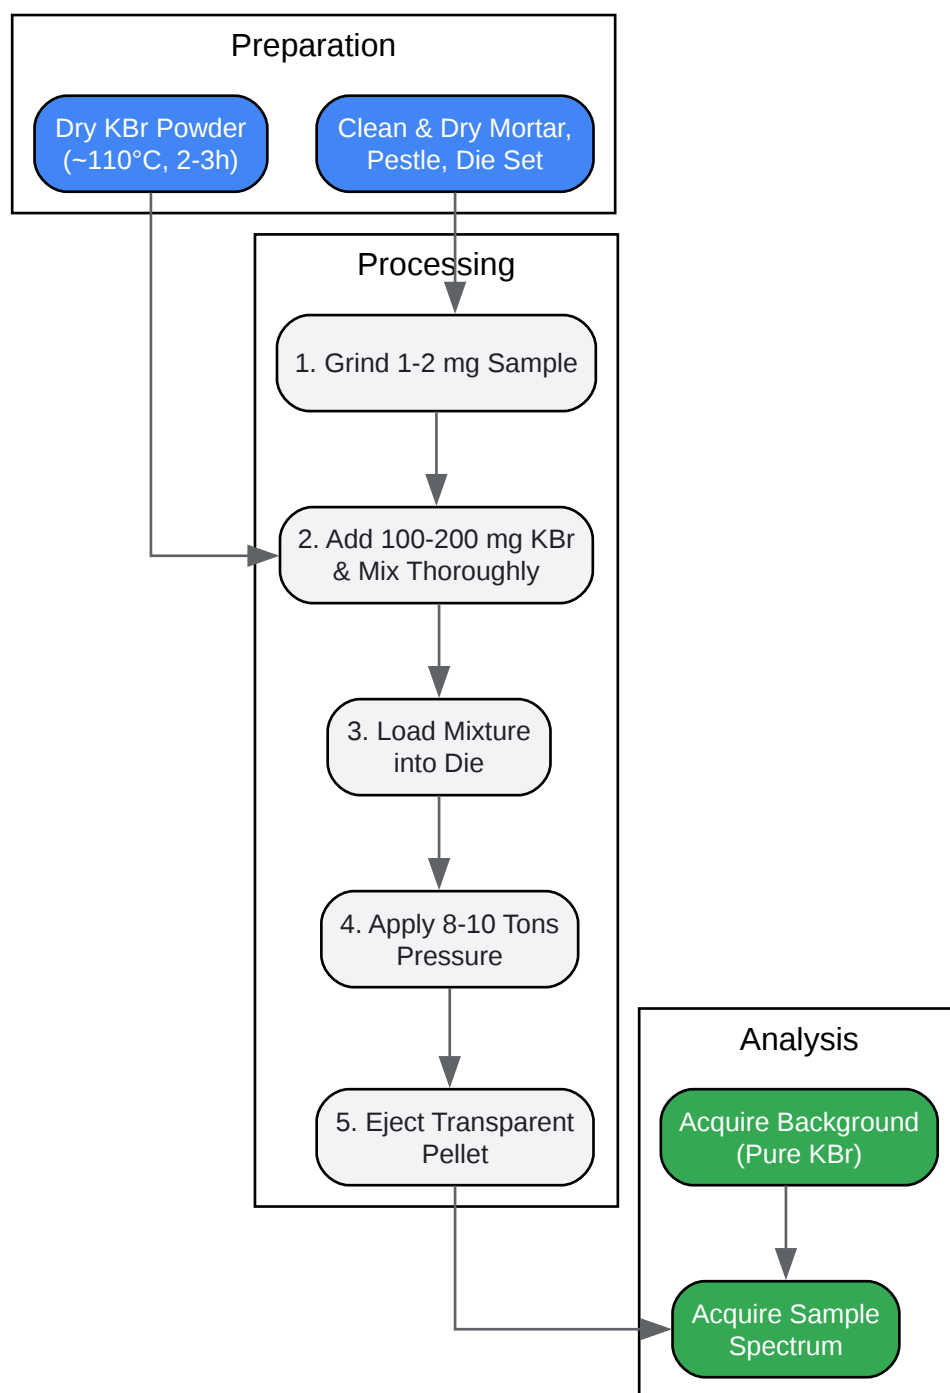 Preparation
Dry KBr Powder
(~110°C, 2-3h)
Clean & Dry Mortar,
Pestle, Die Set
Processing
1. Grind 1-2 mg Sample
2. Add 100-200 mg KBr
& Mix Thoroughly
3. Load Mixture
into Die
4. Apply 8-10 Tons
Pressure
5. Eject Transparent
Pellet
Analysis
Acquire Background
(Pure KBr)
Acquire Sample
Spectrum